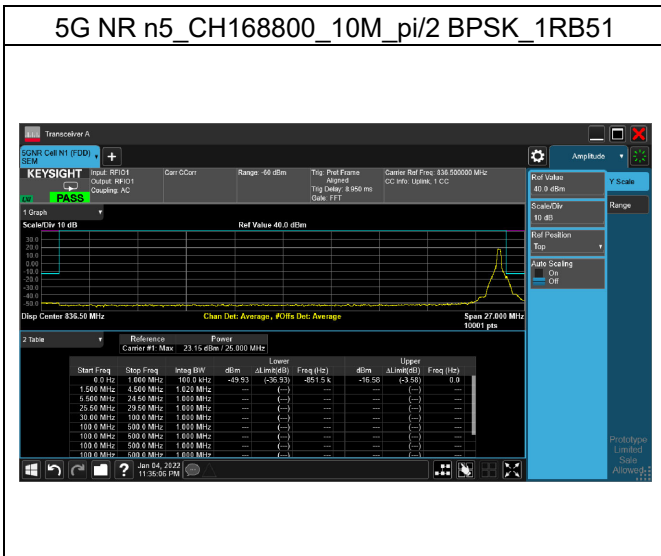 5G NR n5_CH168800_10M_pi/2 BPSK_1RB51
Transceiver A
5GNR Cell N1 (FDD)
SEM
Amplitude
KEYSIGHT
PASS
Input: RFIO1
Output: RFIO1
Coupling: AC
Corr CCorr
Range: -60 dBm
Trig: Pret Frame
Aligned
Trig Delay: 8.950 ms
Gate: FFT
Carrier Ref Freq: 836.500000 MHz
CC Info: Uplink, 1 CC
Ref Value
40.0 dBm
Y Scale
Scale/Div
10 dB
Range
Ref Position
Top
Auto Scaling
On
Off
1 Graph
Scale/Div 10 dB
Ref Value 40.0 dBm
30.0
20.0
10.0
0.00
-10.0
-20.0
-30.0
-40.0
-50.0
Disp Center 836.50 MHz
Chan Det: Average, #Offs Det: Average
Span 27.000 MHz
10001 pts
2 Table
Reference Power
Carrier #1: Max 23.15 dBm / 25.000 MHz
Lower Upper
Start Freq Stop Freq Integ BW dBm ΔLimit(dB) Freq (Hz) dBm ΔLimit(dB) Freq (Hz)
0.0 Hz 1.000 MHz 100.0 kHz -49.93 (-36.93) -851.5 k -16.58 (-3.58) 0.0
1.500 MHz 4.500 MHz 1.020 MHz --- (---) --- --- (---) ---
5.500 MHz 24.50 MHz 1.000 MHz --- (---) --- --- (---) ---
25.50 MHz 29.50 MHz 1.000 MHz --- (---) --- --- (---) ---
30.00 MHz 100.0 MHz 1.000 MHz --- (---) --- --- (---) ---
100.0 MHz 500.0 MHz 1.000 MHz --- (---) --- --- (---) ---
100.0 MHz 500.0 MHz 1.000 MHz --- (---) --- --- (---) ---
100.0 MHz 500.0 MHz 1.000 MHz --- (---) --- --- (---) ---
100.0 MHz 500.0 MHz 1.000 MHz --- (---) --- --- (---) ---
Jan 04, 2022
11:35:06 PM
Prototype
Limited
Sale
Allowed